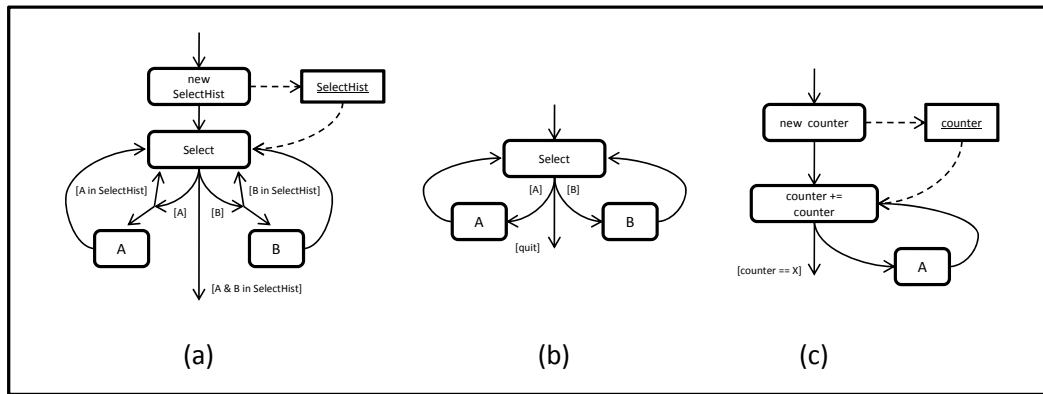 new
SelectHist
SelectHist
Select
[A in SelectHist]
[B in SelectHist]
[A]
[B]
A
B
[A & B in SelectHist]
(a)
Select
[A]
[B]
A
B
[quit]
(b)
new counter
counter
counter +=
counter
A
[counter == X]
(c)